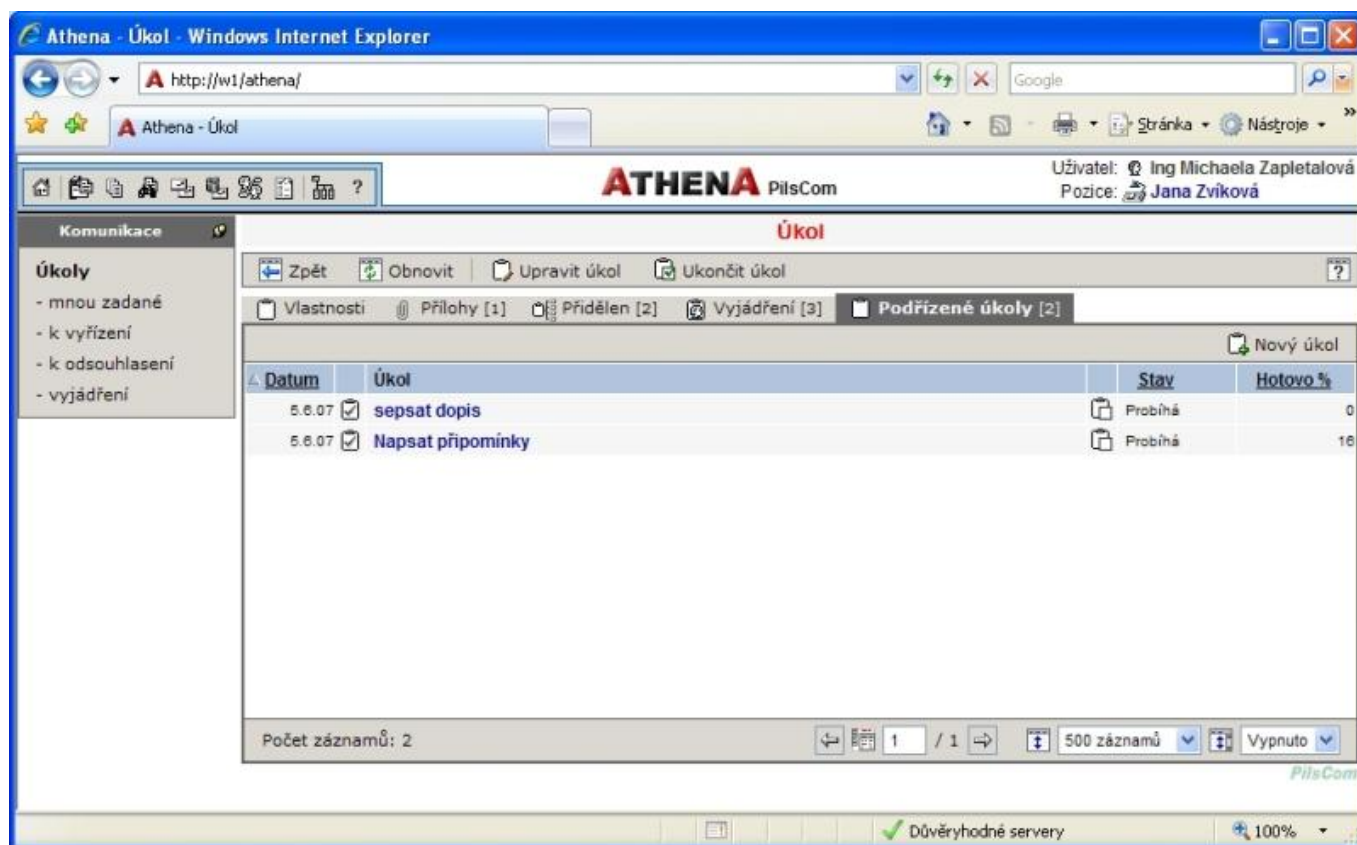 Athena - Úkol - Windows Internet Explorer
A http://w1/athena/ Google
A Athena - Úkol Stránka Nástroje »
? ATHENA PilsCom Uživatel: Ing Michaela Zapletalová
Pozice: Jana Zvíková
Komunikace Úkol
Úkoly Zpět Obnovit Upravit úkol Ukončit úkol ?
- mnou zadané Vlastnosti Přílohy [1] Přidělen [2] Vyjádření [3] Podřízené úkoly [2]
- k vyřízení Nový úkol
- k odsouhlasení
- vyjádření
Datum Úkol Stav Hotovo %
5.6.07 sepsat dopis Probíhá 0
5.6.07 Napsat připomínky Probíhá 16
Počet záznamů: 2 1 / 1 500 záznamů Vypnuto
PilsCom
Důvěryhodné servery 100%